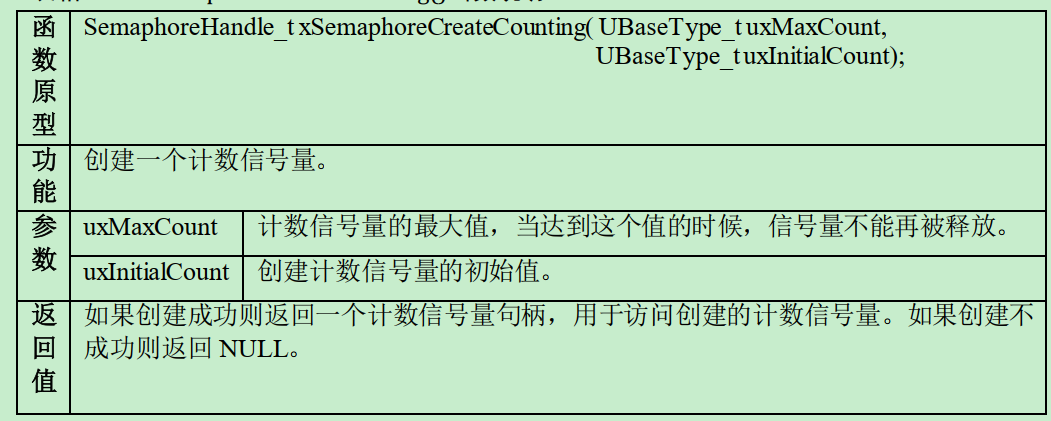 函数原型
SemaphoreHandle_t xSemaphoreCreateCounting( UBaseType_t uxMaxCount,
UBaseType_t uxInitialCount);
功能
创建一个计数信号量。
参数
uxMaxCount
计数信号量的最大值，当达到这个值的时候，信号量不能再被释放。
uxInitialCount
创建计数信号量的初始值。
返回值
如果创建成功则返回一个计数信号量句柄，用于访问创建的计数信号量。如果创建不
成功则返回 NULL。